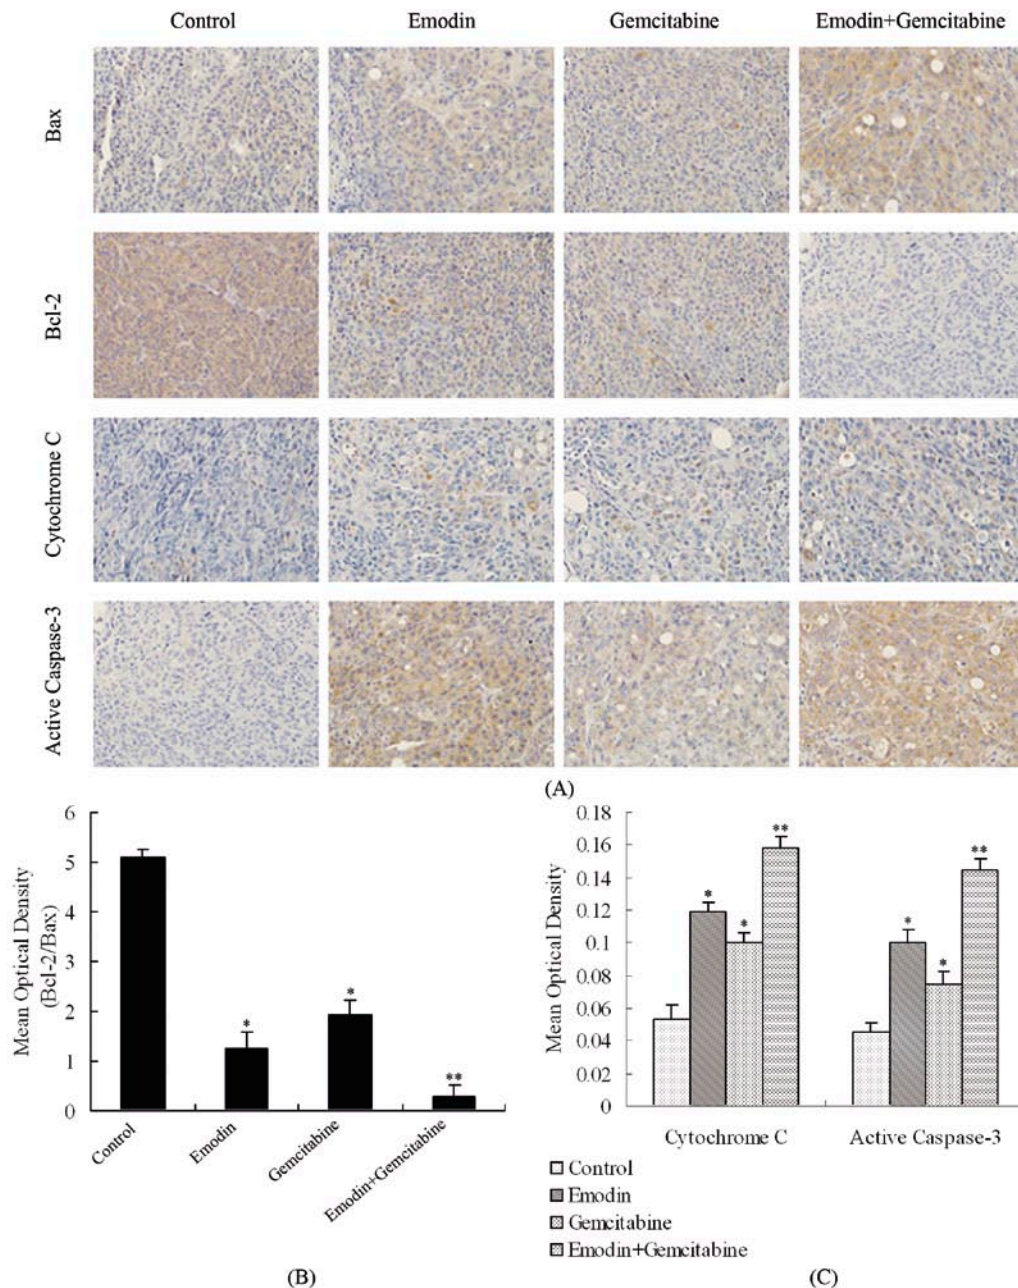 Control Emodin Gemcitabine Emodin+Gemcitabine
Bax
Bcl-2
Cytochrome C
Active Caspase-3
(A)
Mean Optical Density
(Bcl-2/Bax)
6
5
4
3
2
1
0
*
*
**
Control
Emodin
Gemcitabine
Emodin+Gemcitabine
(B)
Mean Optical Density
0.18
0.16
0.14
0.12
0.1
0.08
0.06
0.04
0.02
0
*
*
**
*
*
**
Cytochrome C Active Caspase-3
Control
Emodin
Gemcitabine
Emodin+Gemcitabine
(C)